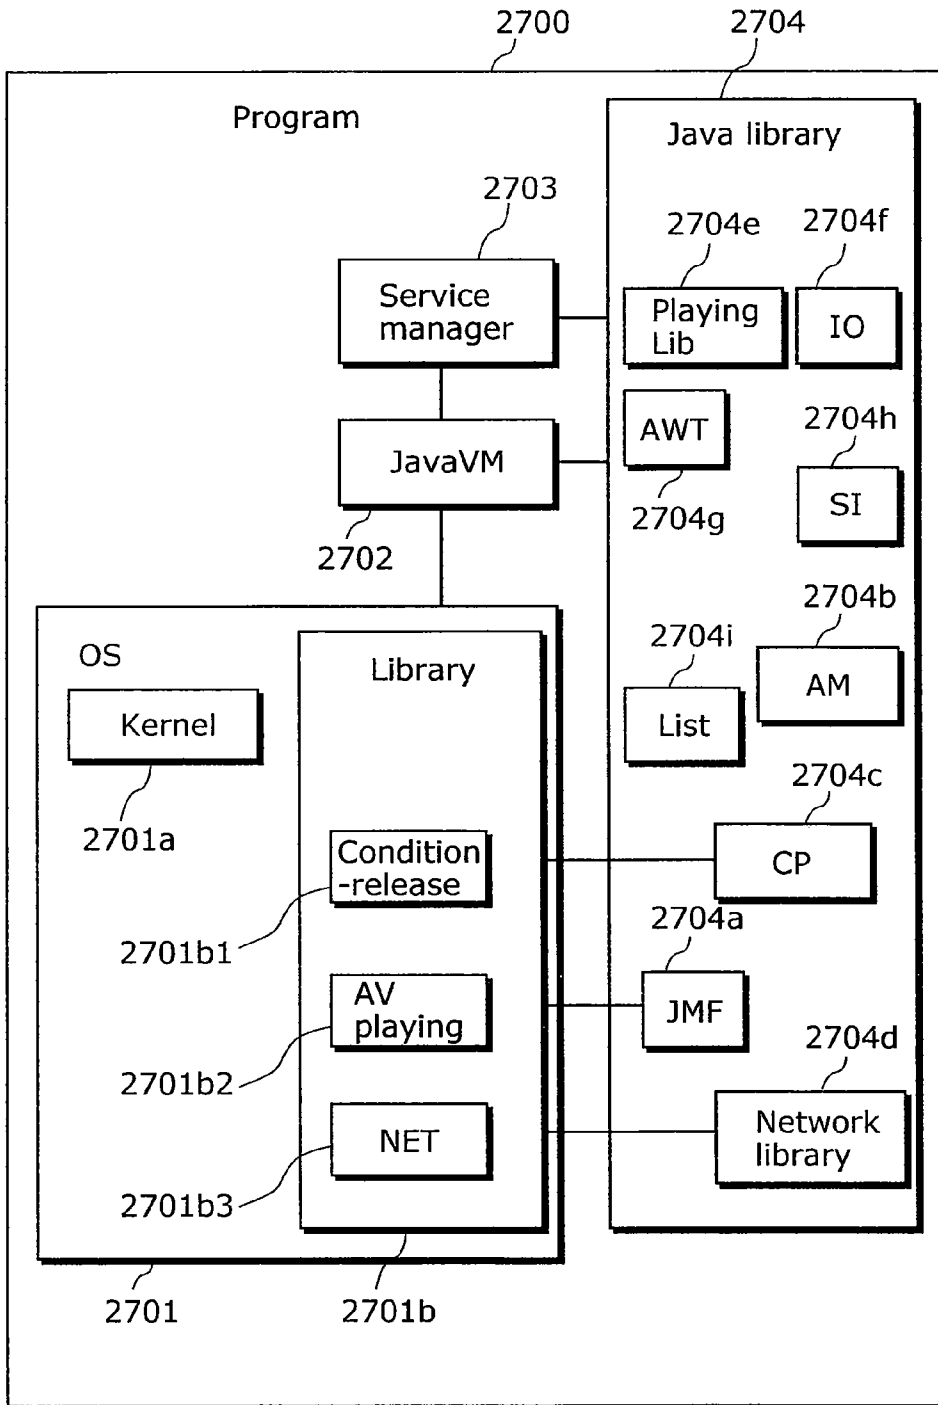 2700
2704
Program
Java library
2703
2704e
2704f
Service
manager
Playing
Lib
IO
AWT
2704h
JavaVM
SI
2704g
2702
2704b
2704i
OS
Library
AM
Kernel
List
2701a
2704c
Condition
-release
CP
2701b1
2704a
AV
playing
JMF
2704d
2701b2
NET
Network
library
2701b3
2701
2701b